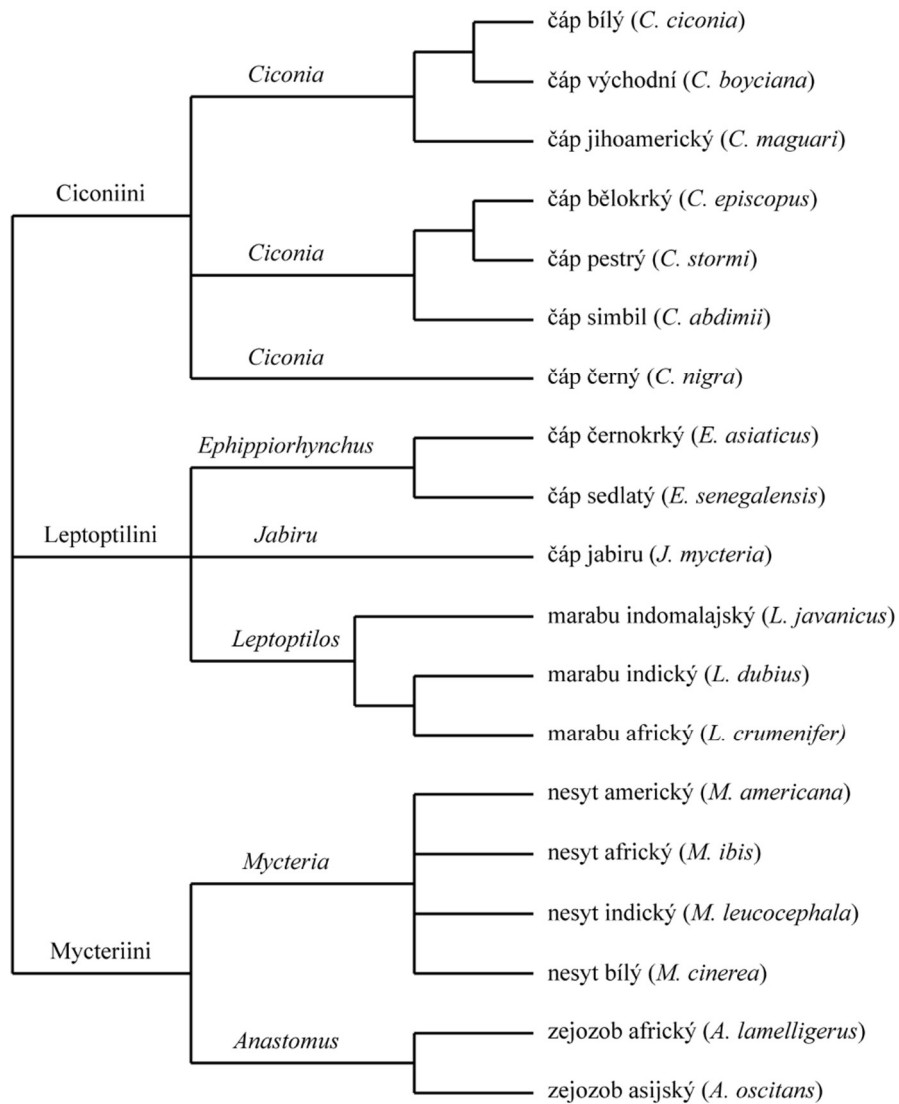 čáp bílý (C. ciconia)
Ciconia
čáp východní (C. boyciana)
čáp jihoamerický (C. maguari)
Ciconiini
čáp bělokrký (C. episcopus)
Ciconia
čáp pestrý (C. stormi)
čáp simbil (C. abdimii)
Ciconia
čáp černý (C. nigra)
Ephippiorhynchus
čáp černokrký (E. asiaticus)
čáp sedlatý (E. senegalensis)
Leptoptilini
Jabiru
čáp jabiru (J. mycteria)
marabu indomalajský (L. javanicus)
Leptoptilos
marabu indický (L. dubius)
marabu africký (L. crumenifer)
nesyt americký (M. americana)
Mycteria
nesyt africký (M. ibis)
nesyt indický (M. leucocephala)
Mycteriini
nesyt bílý (M. cinerea)
Anastomus
zejozob africký (A. lamelligerus)
zejozob asijský (A. oscitans)